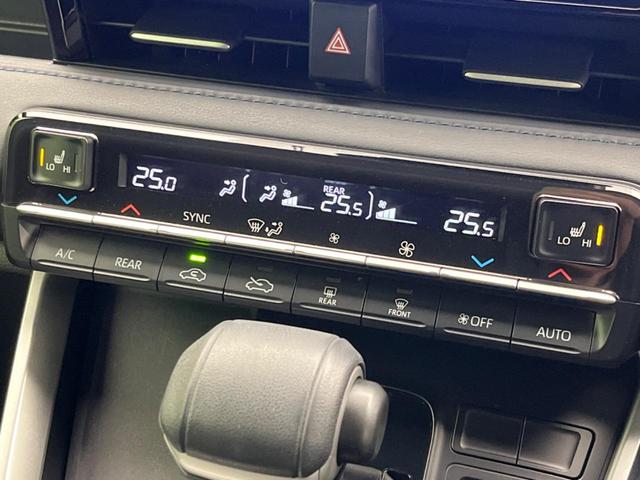 LO HI
25.0
REAR
25.5
25.5
LO HI
SYNC
A/C
REAR
REAR
FRONT
OFF
AUTO